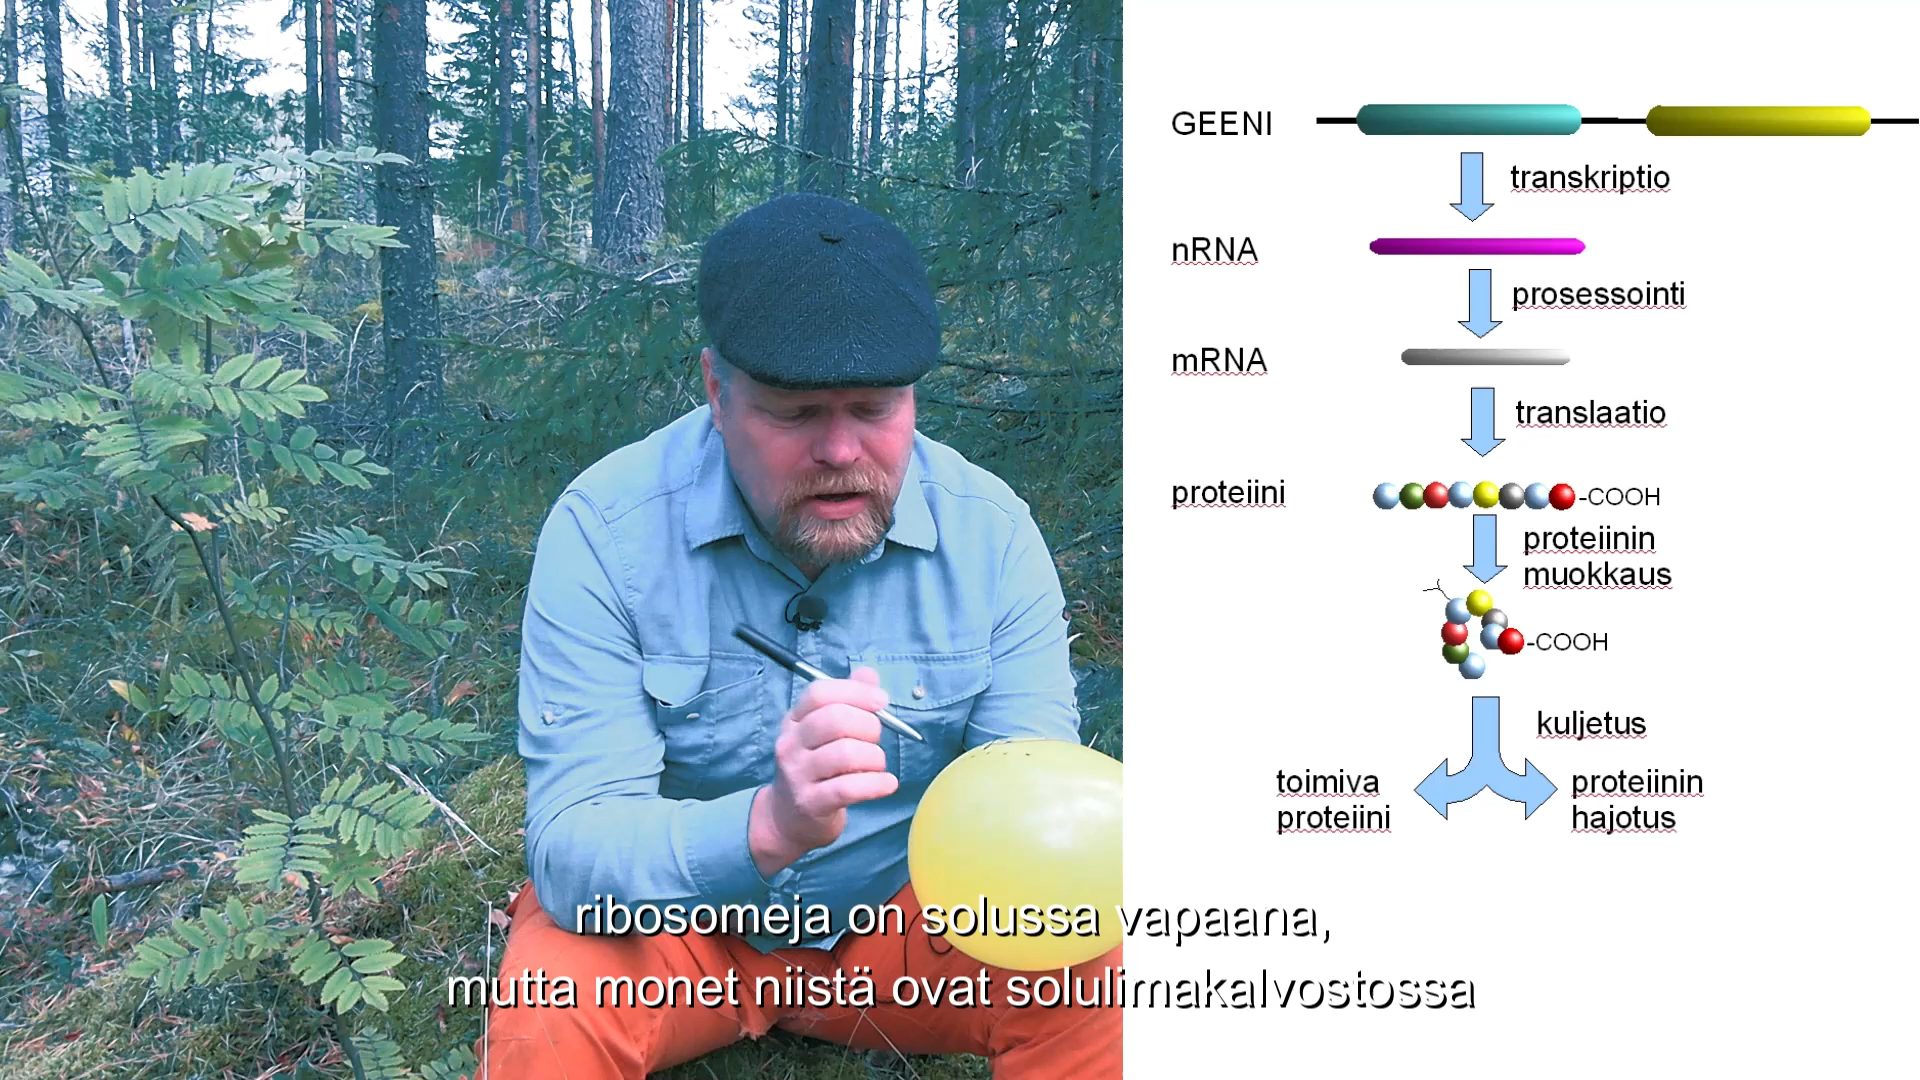 GEENI
transkriptio
nRNA
prosessointi
mRNA
translaatio
proteiini
-COOH
proteiinin
muokkaus
-COOH
kuljetus
toimiva
proteiini
proteiinin
hajotus
ribosomeja on solussa vapaana,
mutta monet niistä ovat solulimakalvostossa